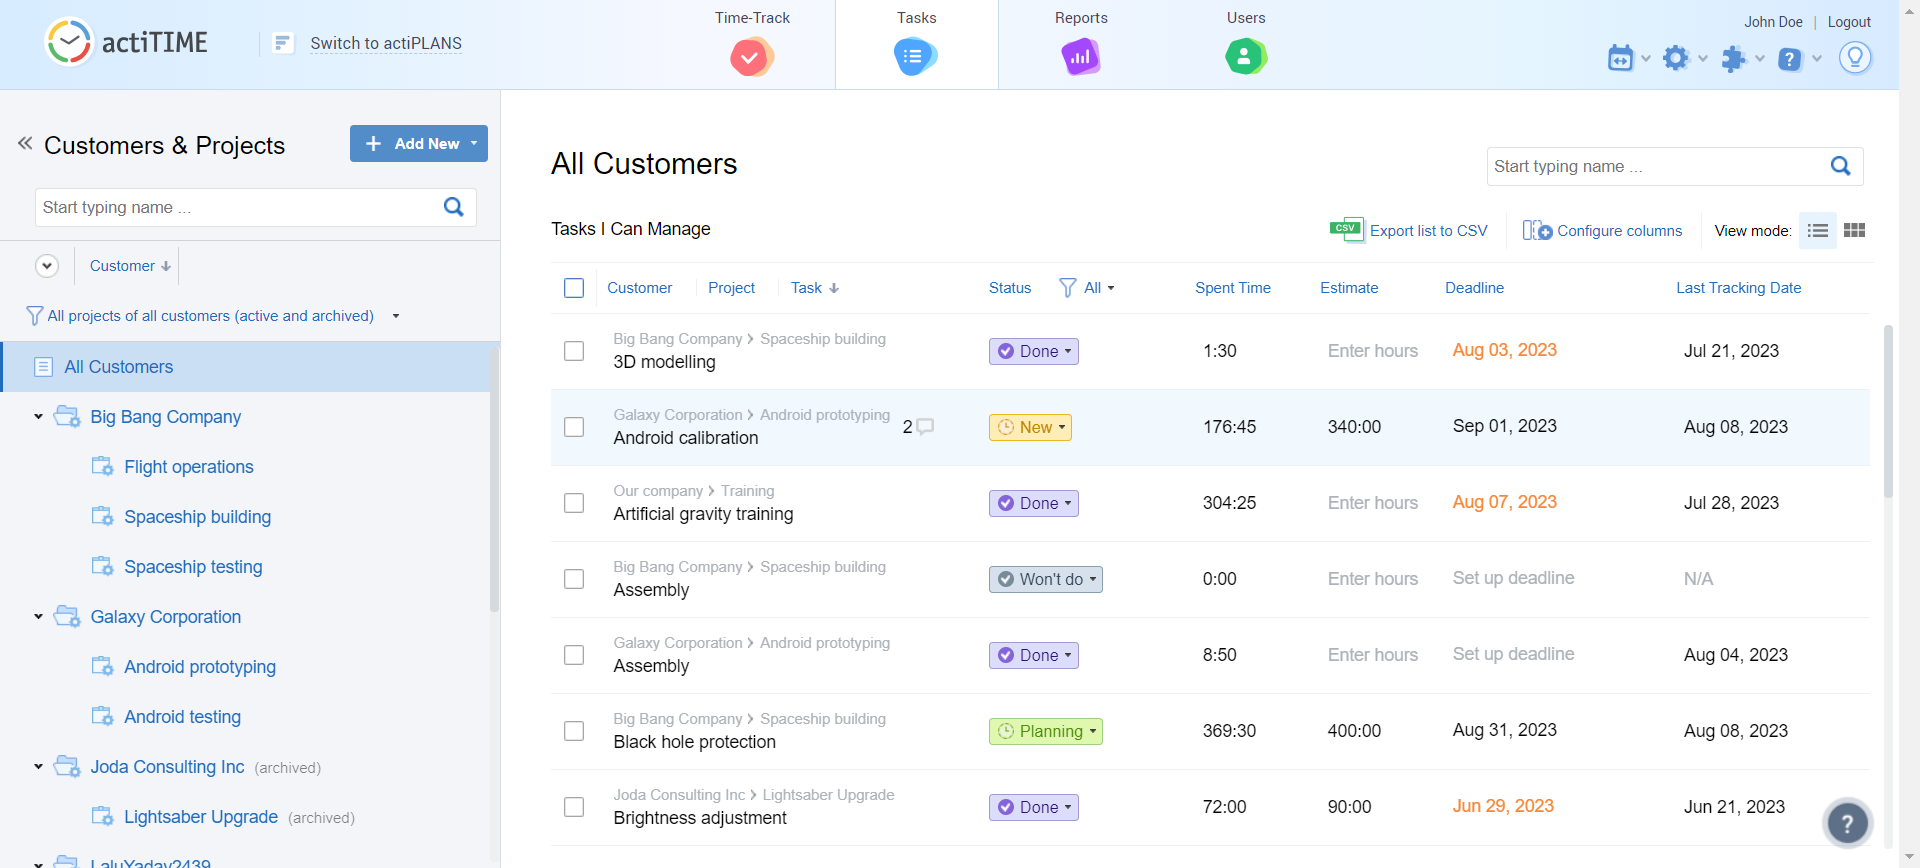 actiTIME
Switch to actiPLANS
Time-Track
Tasks
Reports
Users
John Doe | Logout
Customers & Projects
Add New
Start typing name ...
Customer
All projects of all customers (active and archived)
All Customers
Big Bang Company
Flight operations
Spaceship building
Spaceship testing
Galaxy Corporation
Android prototyping
Android testing
Joda Consulting Inc (archived)
Lightsaber Upgrade (archived)
LaluYadav2439
All Customers
Start typing name ...
Tasks I Can Manage
CSV Export list to CSV
Configure columns
View mode:
Customer Project Task Status All Spent Time Estimate Deadline Last Tracking Date
Big Bang Company > Spaceship building
3D modelling Done 1:30 Enter hours Aug 03, 2023 Jul 21, 2023
Galaxy Corporation > Android prototyping
Android calibration 2 New 176:45 340:00 Sep 01, 2023 Aug 08, 2023
Our company > Training
Artificial gravity training Done 304:25 Enter hours Aug 07, 2023 Jul 28, 2023
Big Bang Company > Spaceship building
Assembly Won't do 0:00 Enter hours Set up deadline N/A
Galaxy Corporation > Android prototyping
Assembly Done 8:50 Enter hours Set up deadline Aug 04, 2023
Big Bang Company > Spaceship building
Black hole protection Planning 369:30 400:00 Aug 31, 2023 Aug 08, 2023
Joda Consulting Inc > Lightsaber Upgrade
Brightness adjustment Done 72:00 90:00 Jun 29, 2023 Jun 21, 2023
?